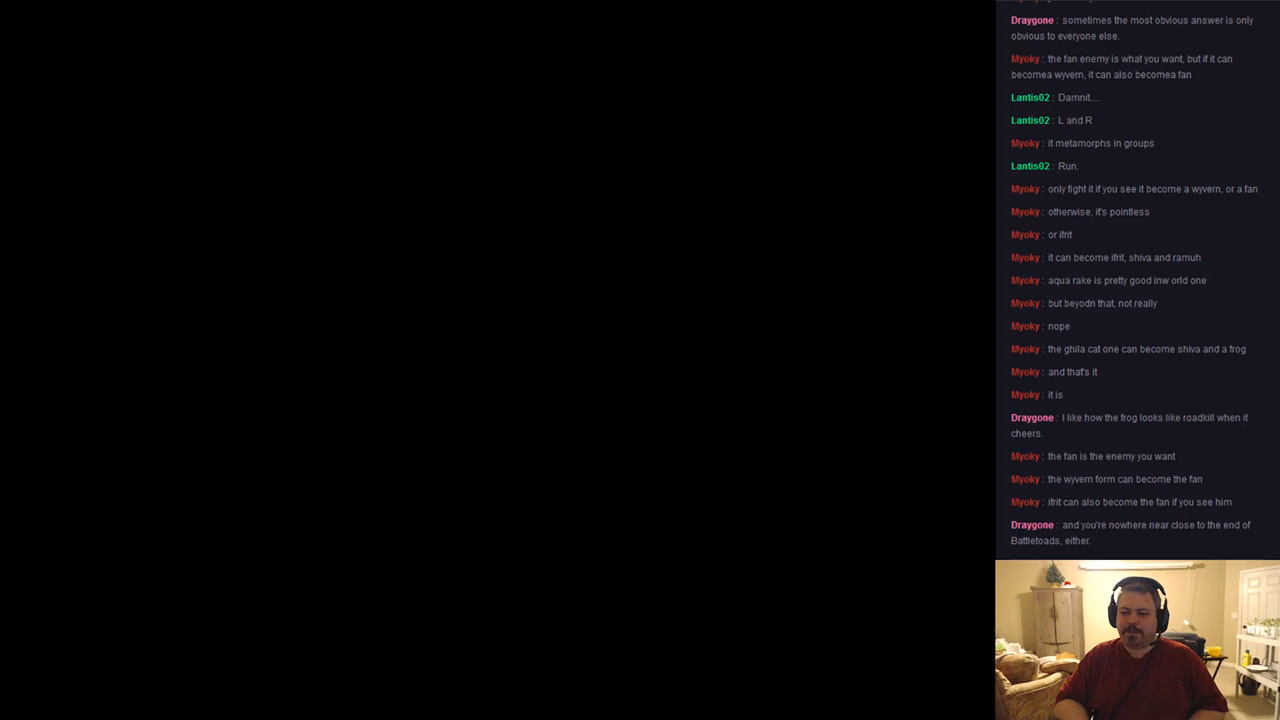 Draygone : sometimes the most obvious answer is only
obvious to everyone else.
Myoky : the fan enemy is what you want, but if it can
becomea wyvern, it can also becomea fan
Lantis02 : Damnit....
Lantis02 : L and R
Myoky : it metamorphs in groups
Lantis02 : Run.
Myoky : only fight it if you see it become a wyvern, or a fan
Myoky : otherwise, it's pointless
Myoky : or ifrit
Myoky : it can become ifrit, shiva and ramuh
Myoky : aqua rake is pretty good inw orld one
Myoky : but beyodn that, not really
Myoky : nope
Myoky : the ghila cat one can become shiva and a frog
Myoky : and that's it
Myoky : it is
Draygone : I like how the frog looks like roadkill when it
cheers.
Myoky : the fan is the enemy you want
Myoky : the wyvern form can become the fan
Myoky : ifrit can also become the fan if you see him
Draygone : and you're nowhere near close to the end of
Battletoads, either.